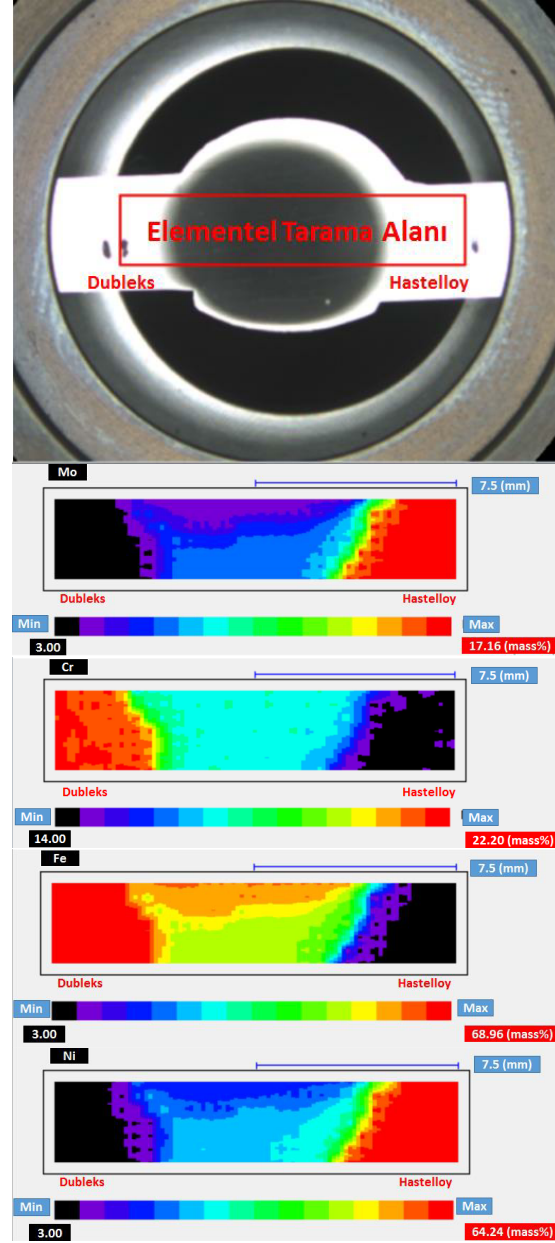 Elementel Tarama Alanı
Dubleks Hastelloy
Mo
7.5 (mm)
Dubleks Hastelloy
Min Max
3.00 17.16 (mass%)
Cr
7.5 (mm)
Dubleks Hastelloy
Min Max
14.00 22.20 (mass%)
Fe
7.5 (mm)
Dubleks Hastelloy
Min Max
3.00 68.96 (mass%)
Ni
7.5 (mm)
Dubleks Hastelloy
Min Max
3.00 64.24 (mass%)